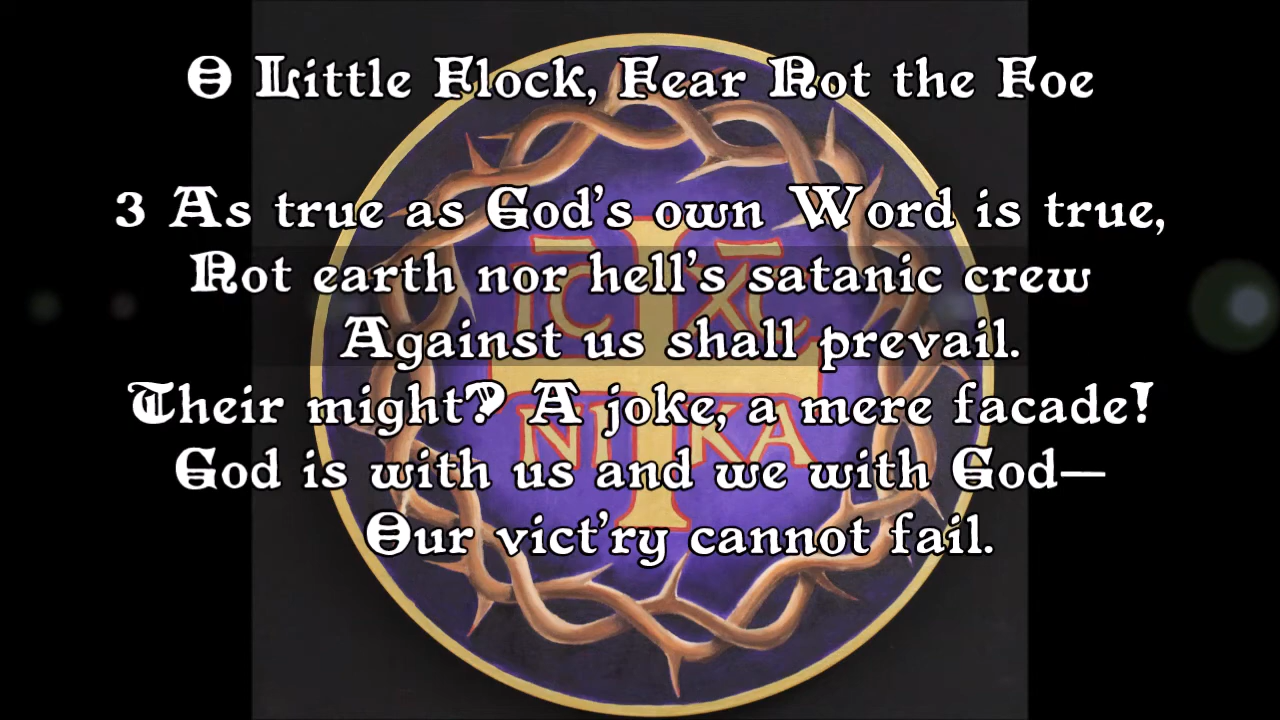 O Little Flock, Fear Not the Foe
3 As true as God's own Word is true,
Not earth nor hell's satanic crew
Against us shall prevail.
Their might? A joke, a mere facade!
God is with us and we with God—
Our vict'ry cannot fail.
IC XC
NIKA